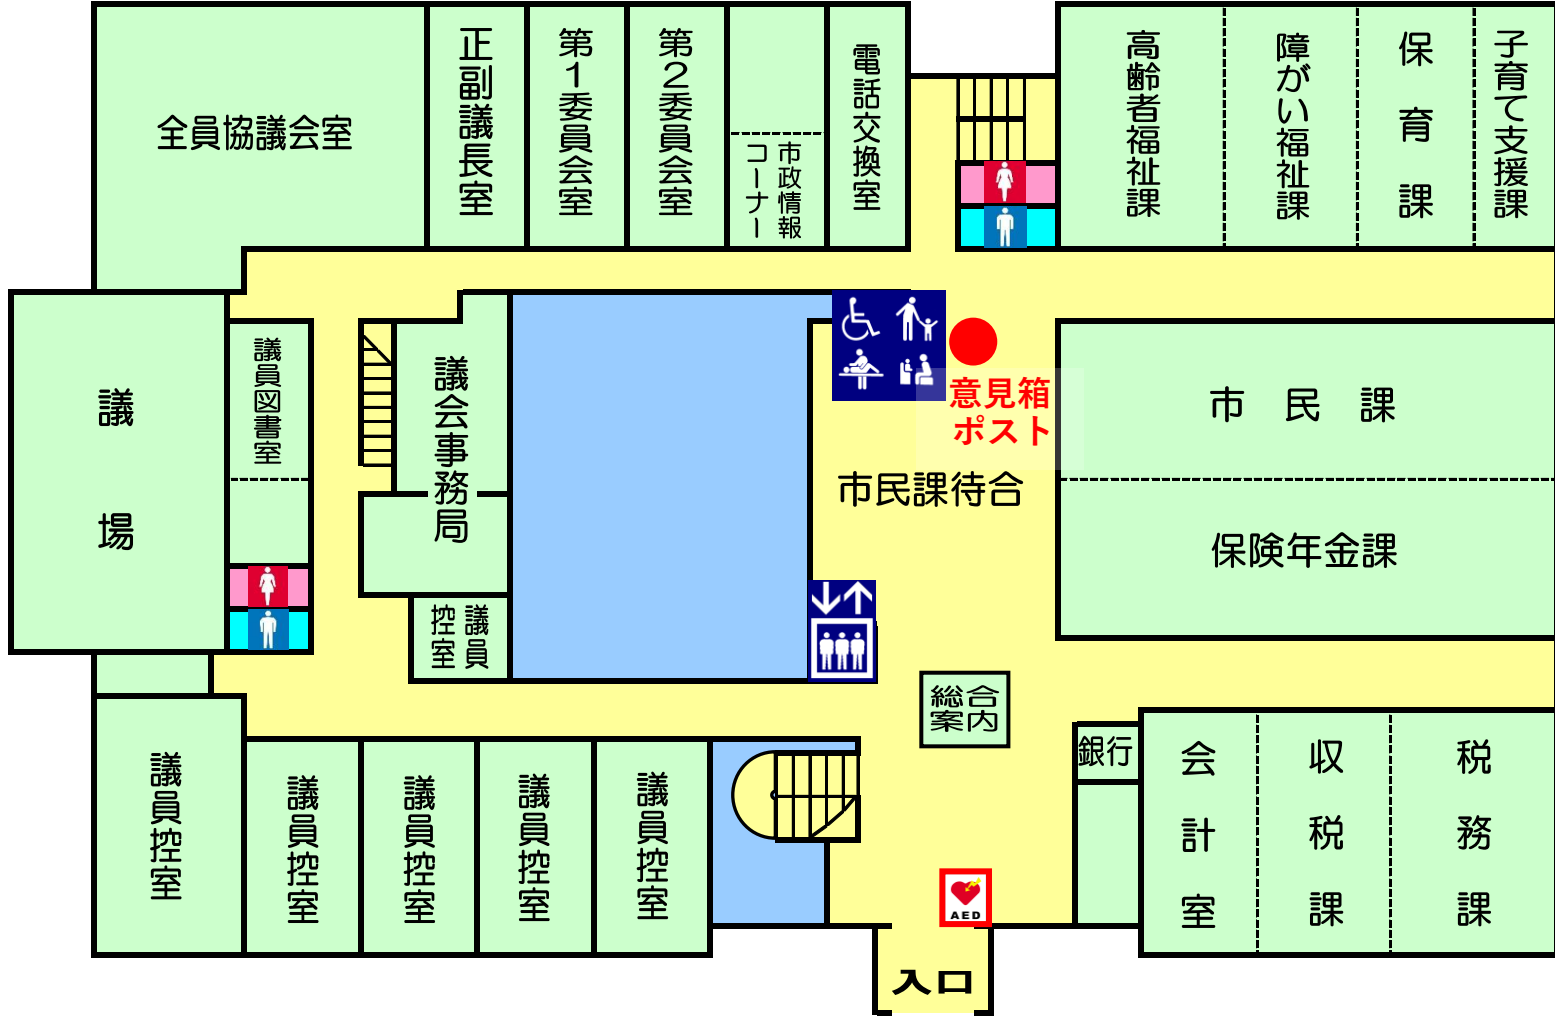 全員協議会室
正副議長室
第1委員会室
第2委員会室
市政情報
コーナー
電話交換室
高齢者福祉課
障がい福祉課
保育課
子育て支援課
議場
議員図書室
議会事務局
議員
控室
意見箱
ポスト
市民課待合
市民課
保険年金課
総合
案内
銀行
会計室
収税課
税務課
議員控室
議員控室
議員控室
議員控室
議員控室
AED
入口